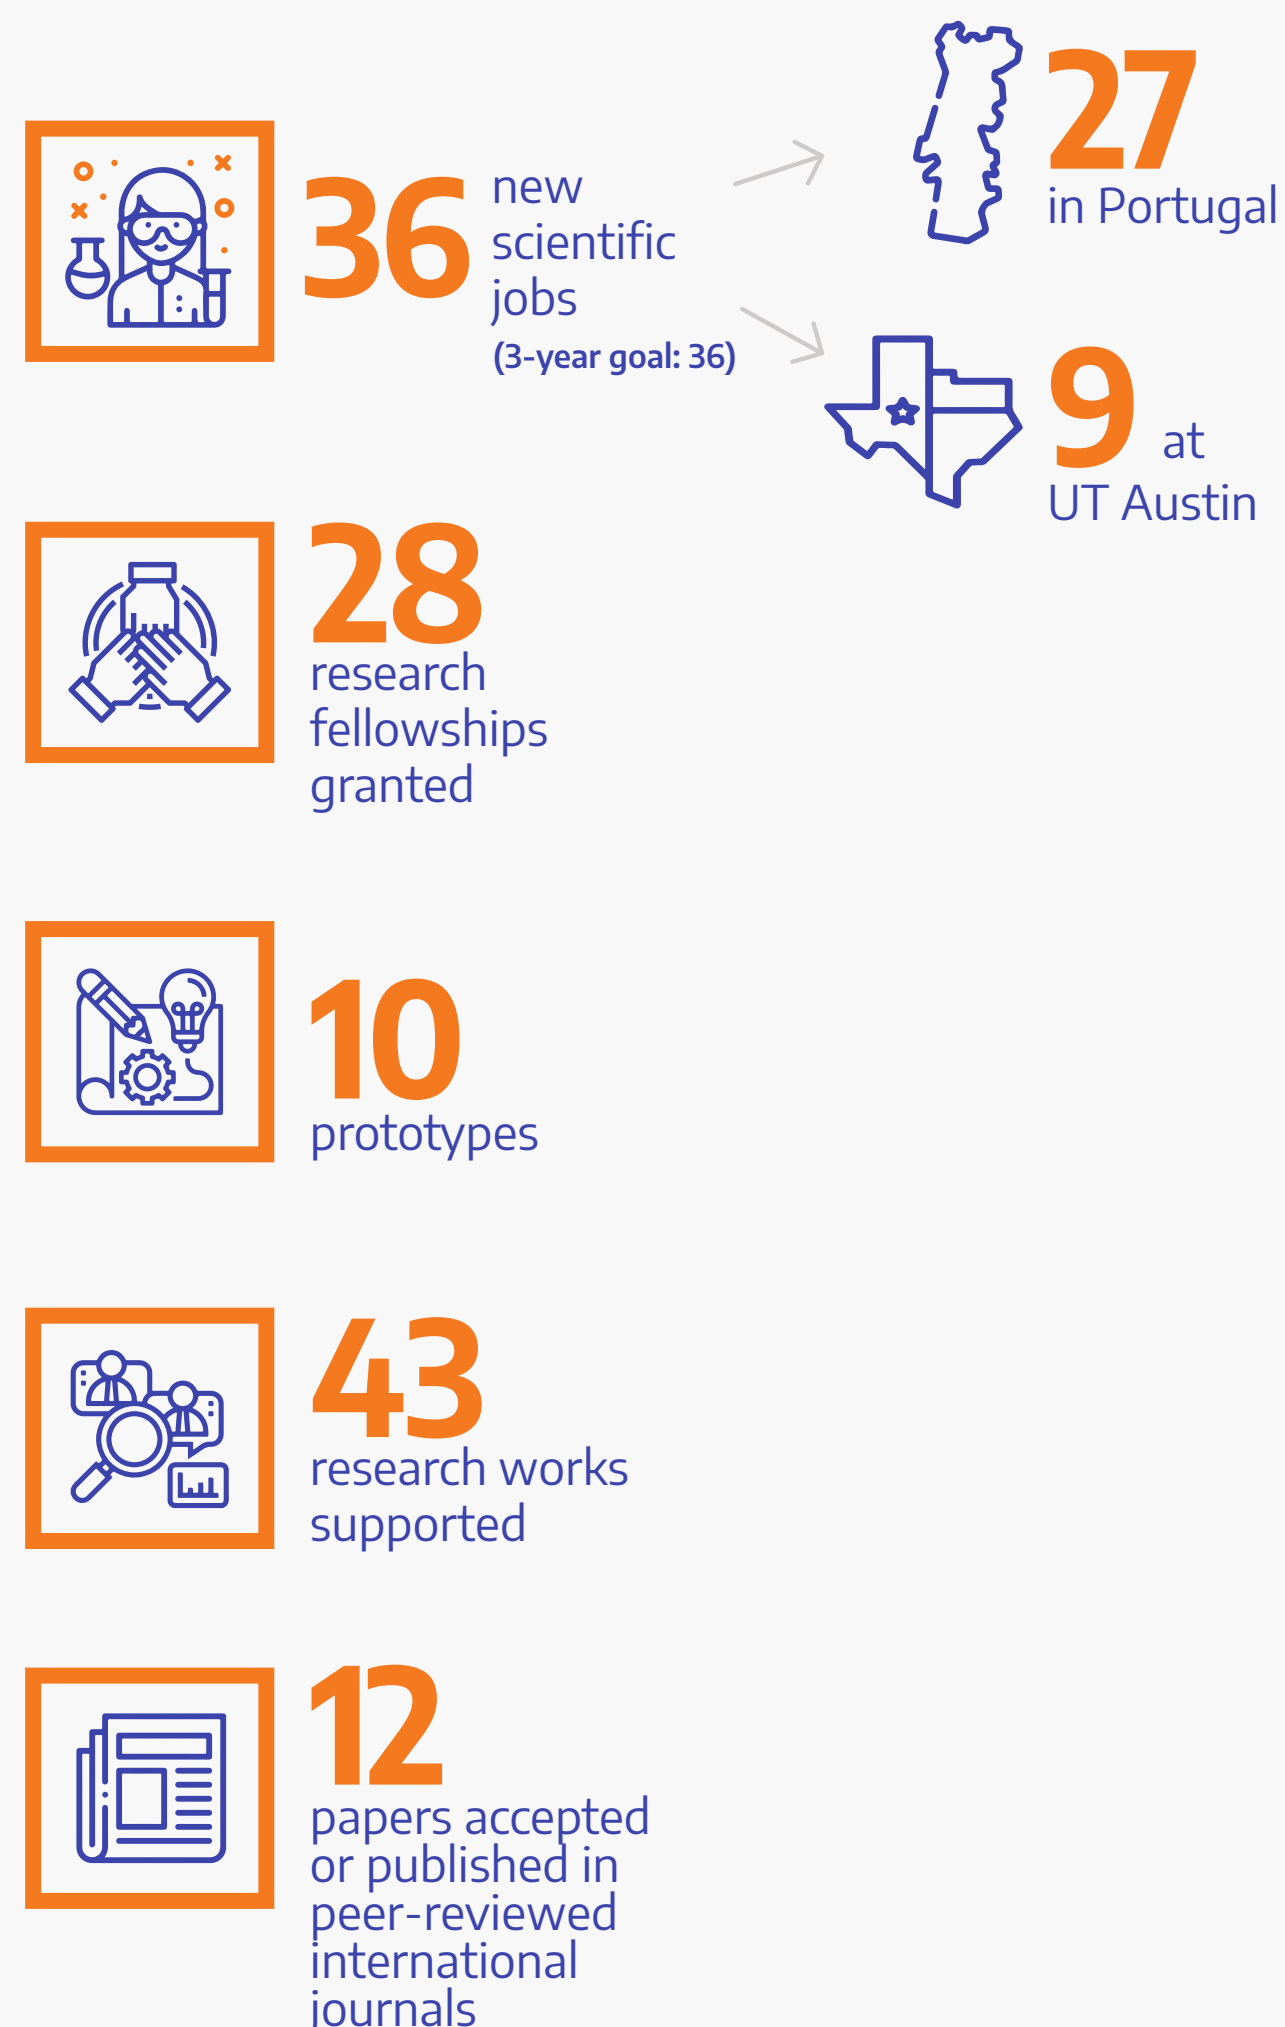 36
new
scientific
jobs
(3-year goal: 36)
27
in Portugal
9 at
UT Austin
28
research
fellowships
granted
10
prototypes
43
research works
supported
12
papers accepted
or published in
peer-reviewed
international
journals